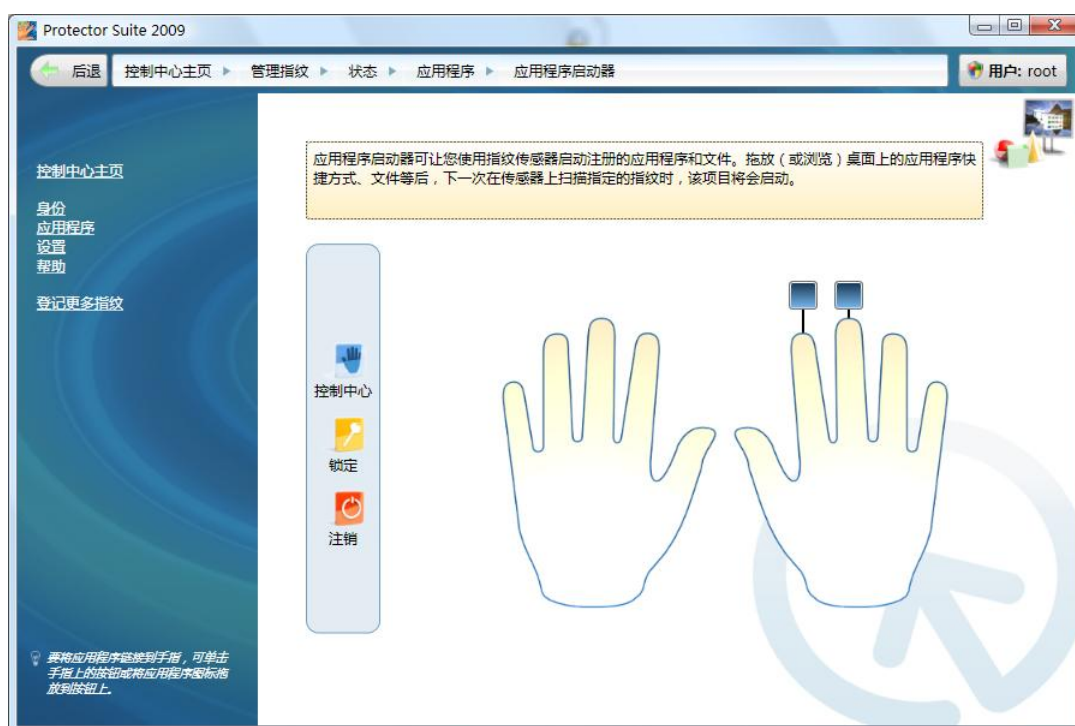 Protector Suite 2009
后退
控制中心主页
管理指纹
状态
应用程序
应用程序启动器
用户: root
控制中心主页
身份
应用程序
设置
帮助
登记更多指纹
应用程序启动器可让您使用指纹传感器启动注册的应用程序和文件。拖放（或浏览）桌面上的应用程序快
捷方式、文件等后，下一次在传感器上扫描指定的指纹时，该项目将会启动。
控制中心
锁定
注销
要将应用程序链接到手指，可单击
手指上的按钮或将应用程序图标拖
放到按钮上.